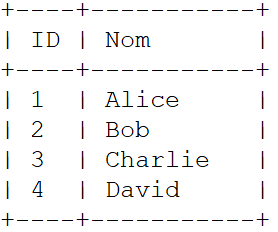 +----+-----------+
| ID | Nom       |
+----+-----------+
| 1  | Alice     |
| 2  | Bob       |
| 3  | Charlie   |
| 4  | David     |
+----+-----------+